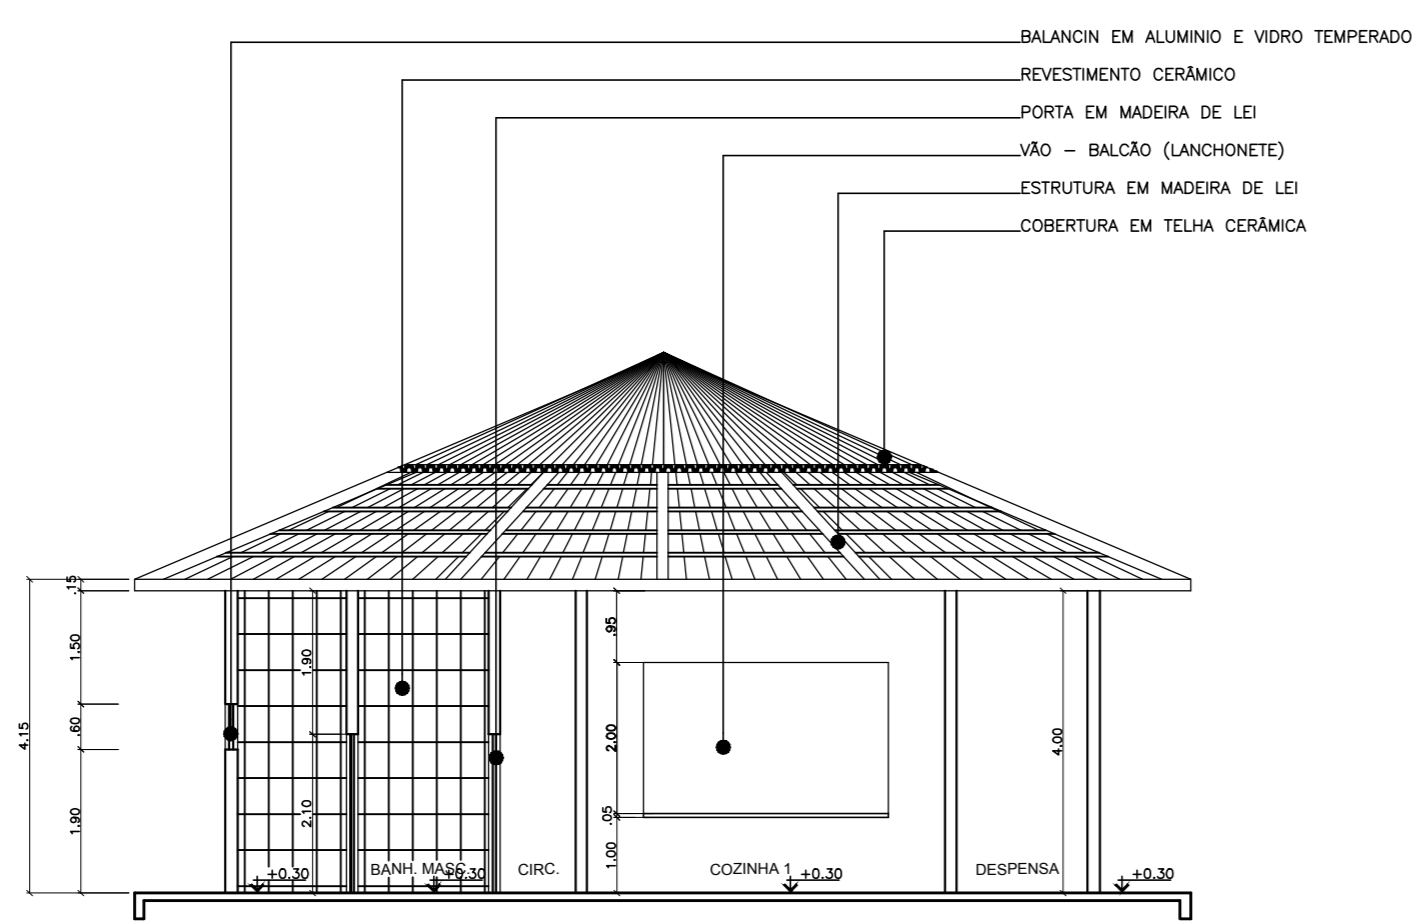 BALANCIN EM ALUMINIO E VIDRO TEMPERADO
REVESTIMENTO CERÂMICO
PORTA EM MADEIRA DE LEI
VÃO – BALCÃO (LANCHONETE)
ESTRUTURA EM MADEIRA DE LEI
COBERTURA EM TELHA CERÂMICA
.15
1.50
.60
1.90
4.15
1.90
2.10
.95
2.00
.05
1.00
4.00
BANH. MASC.
CIRC.
COZINHA 1
DESPENSA
+0.30
+0.30
+0.30
+0.30